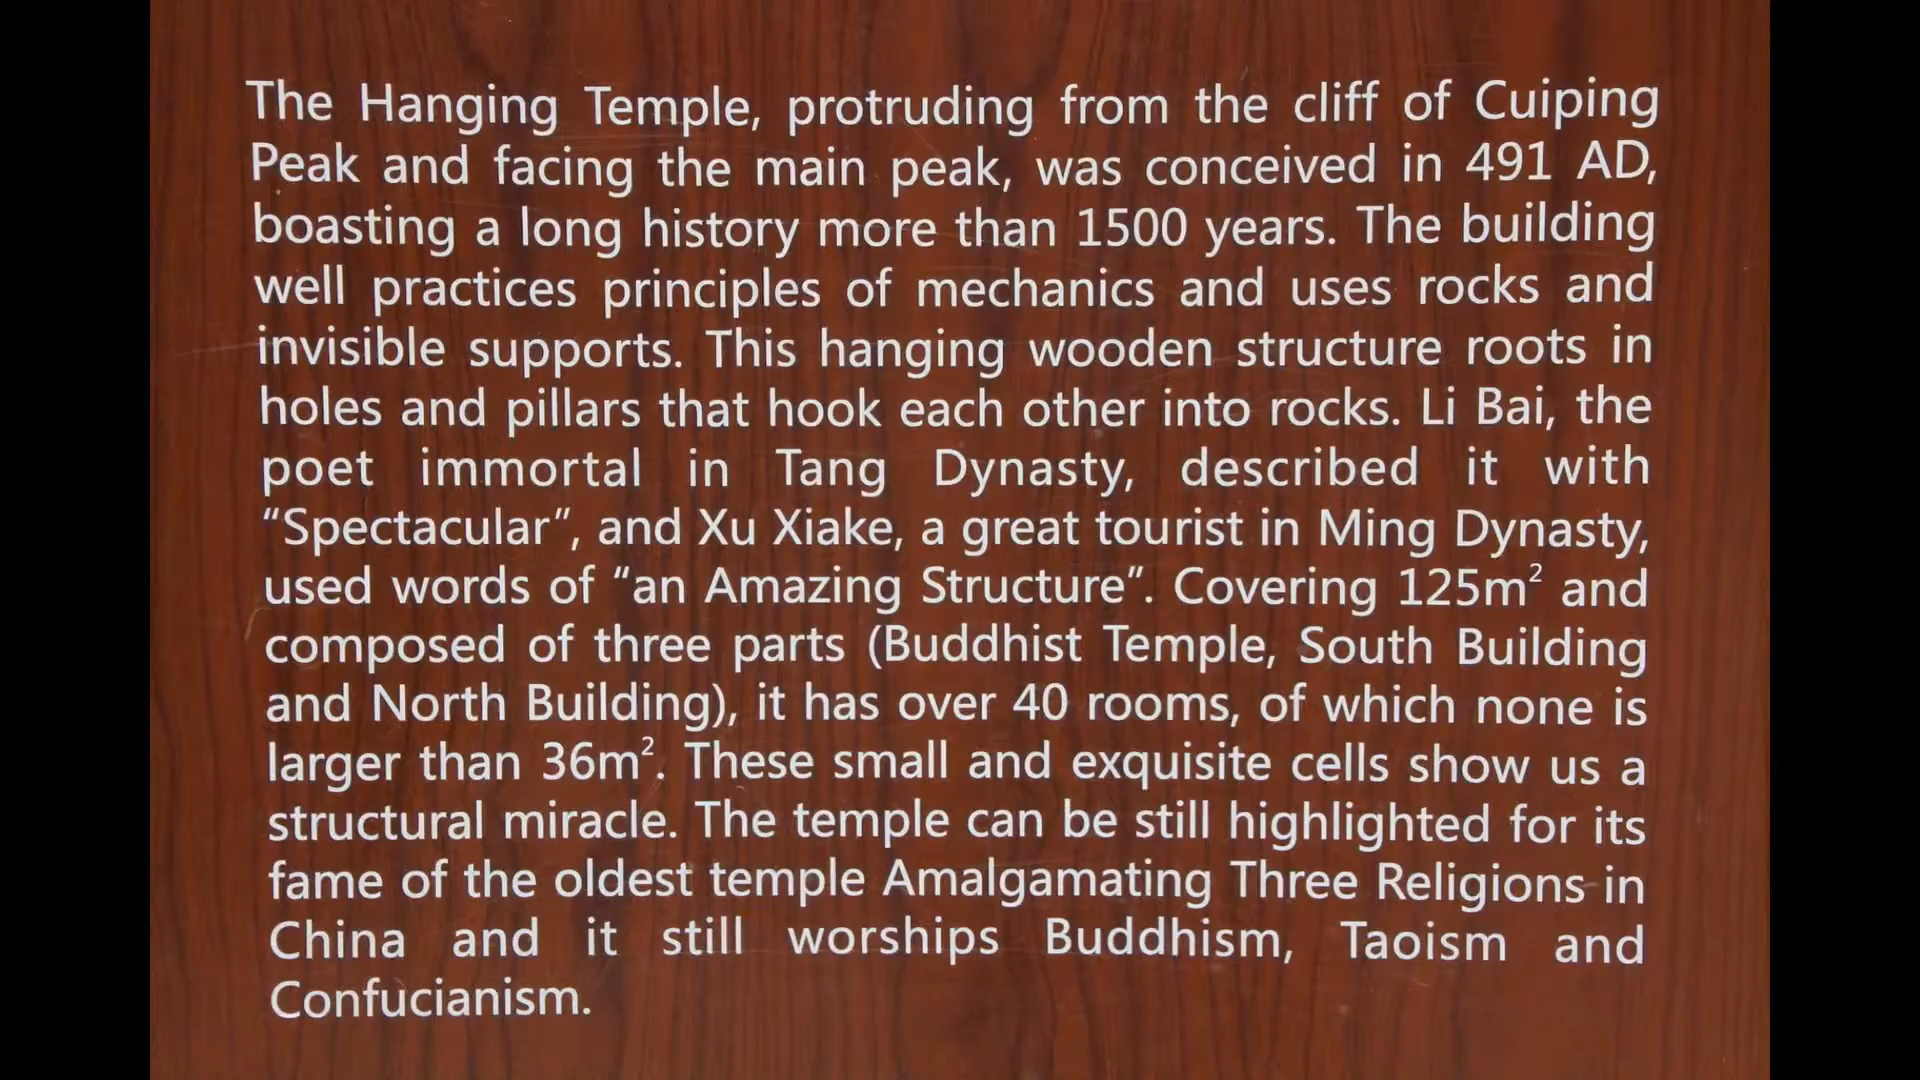 The Hanging Temple, protruding from the cliff of Cuiping
Peak and facing the main peak, was conceived in 491 AD,
boasting a long history more than 1500 years. The building
well practices principles of mechanics and uses rocks and
invisible supports. This hanging wooden structure roots in
holes and pillars that hook each other into rocks. Li Bai, the
poet immortal in Tang Dynasty, described it with
“Spectacular”, and Xu Xiake, a great tourist in Ming Dynasty,
used words of “an Amazing Structure”. Covering 125m² and
composed of three parts (Buddhist Temple, South Building
and North Building), it has over 40 rooms, of which none is
larger than 36m². These small and exquisite cells show us a
structural miracle. The temple can be still highlighted for its
fame of the oldest temple Amalgamating Three Religions in
China and it still worships Buddhism, Taoism and
Confucianism.